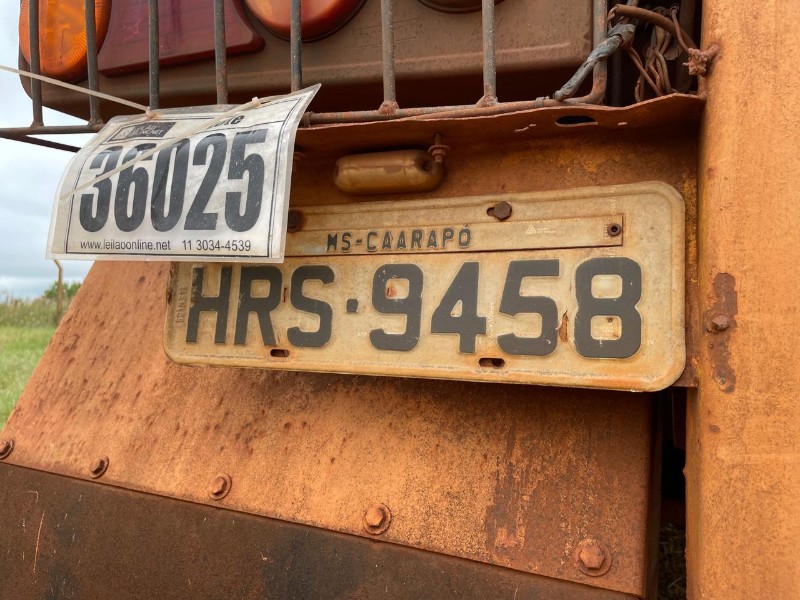 36025
www.leilaoonline.net 11 3034-4539
MS-CAARAPÓ
HRS·9458